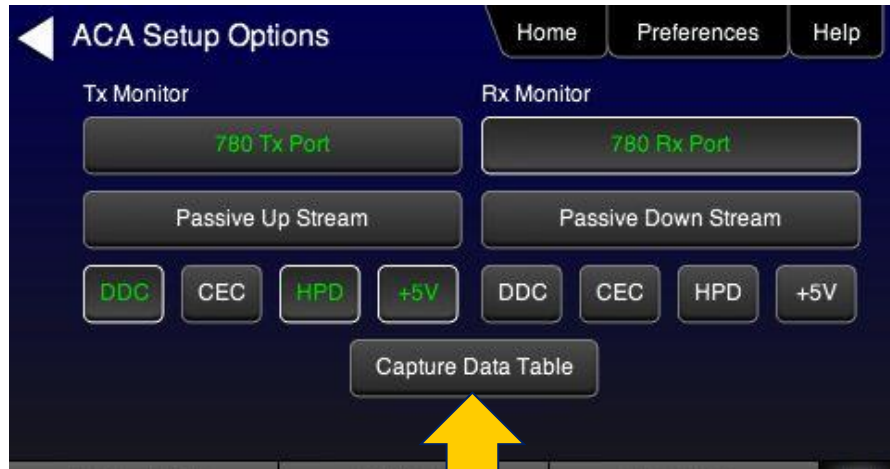 ACA Setup Options Home Preferences Help
Tx Monitor Rx Monitor
780 Tx Port 780 Rx Port
Passive Up Stream Passive Down Stream
DDC CEC HPD +5V DDC CEC HPD +5V
Capture Data Table